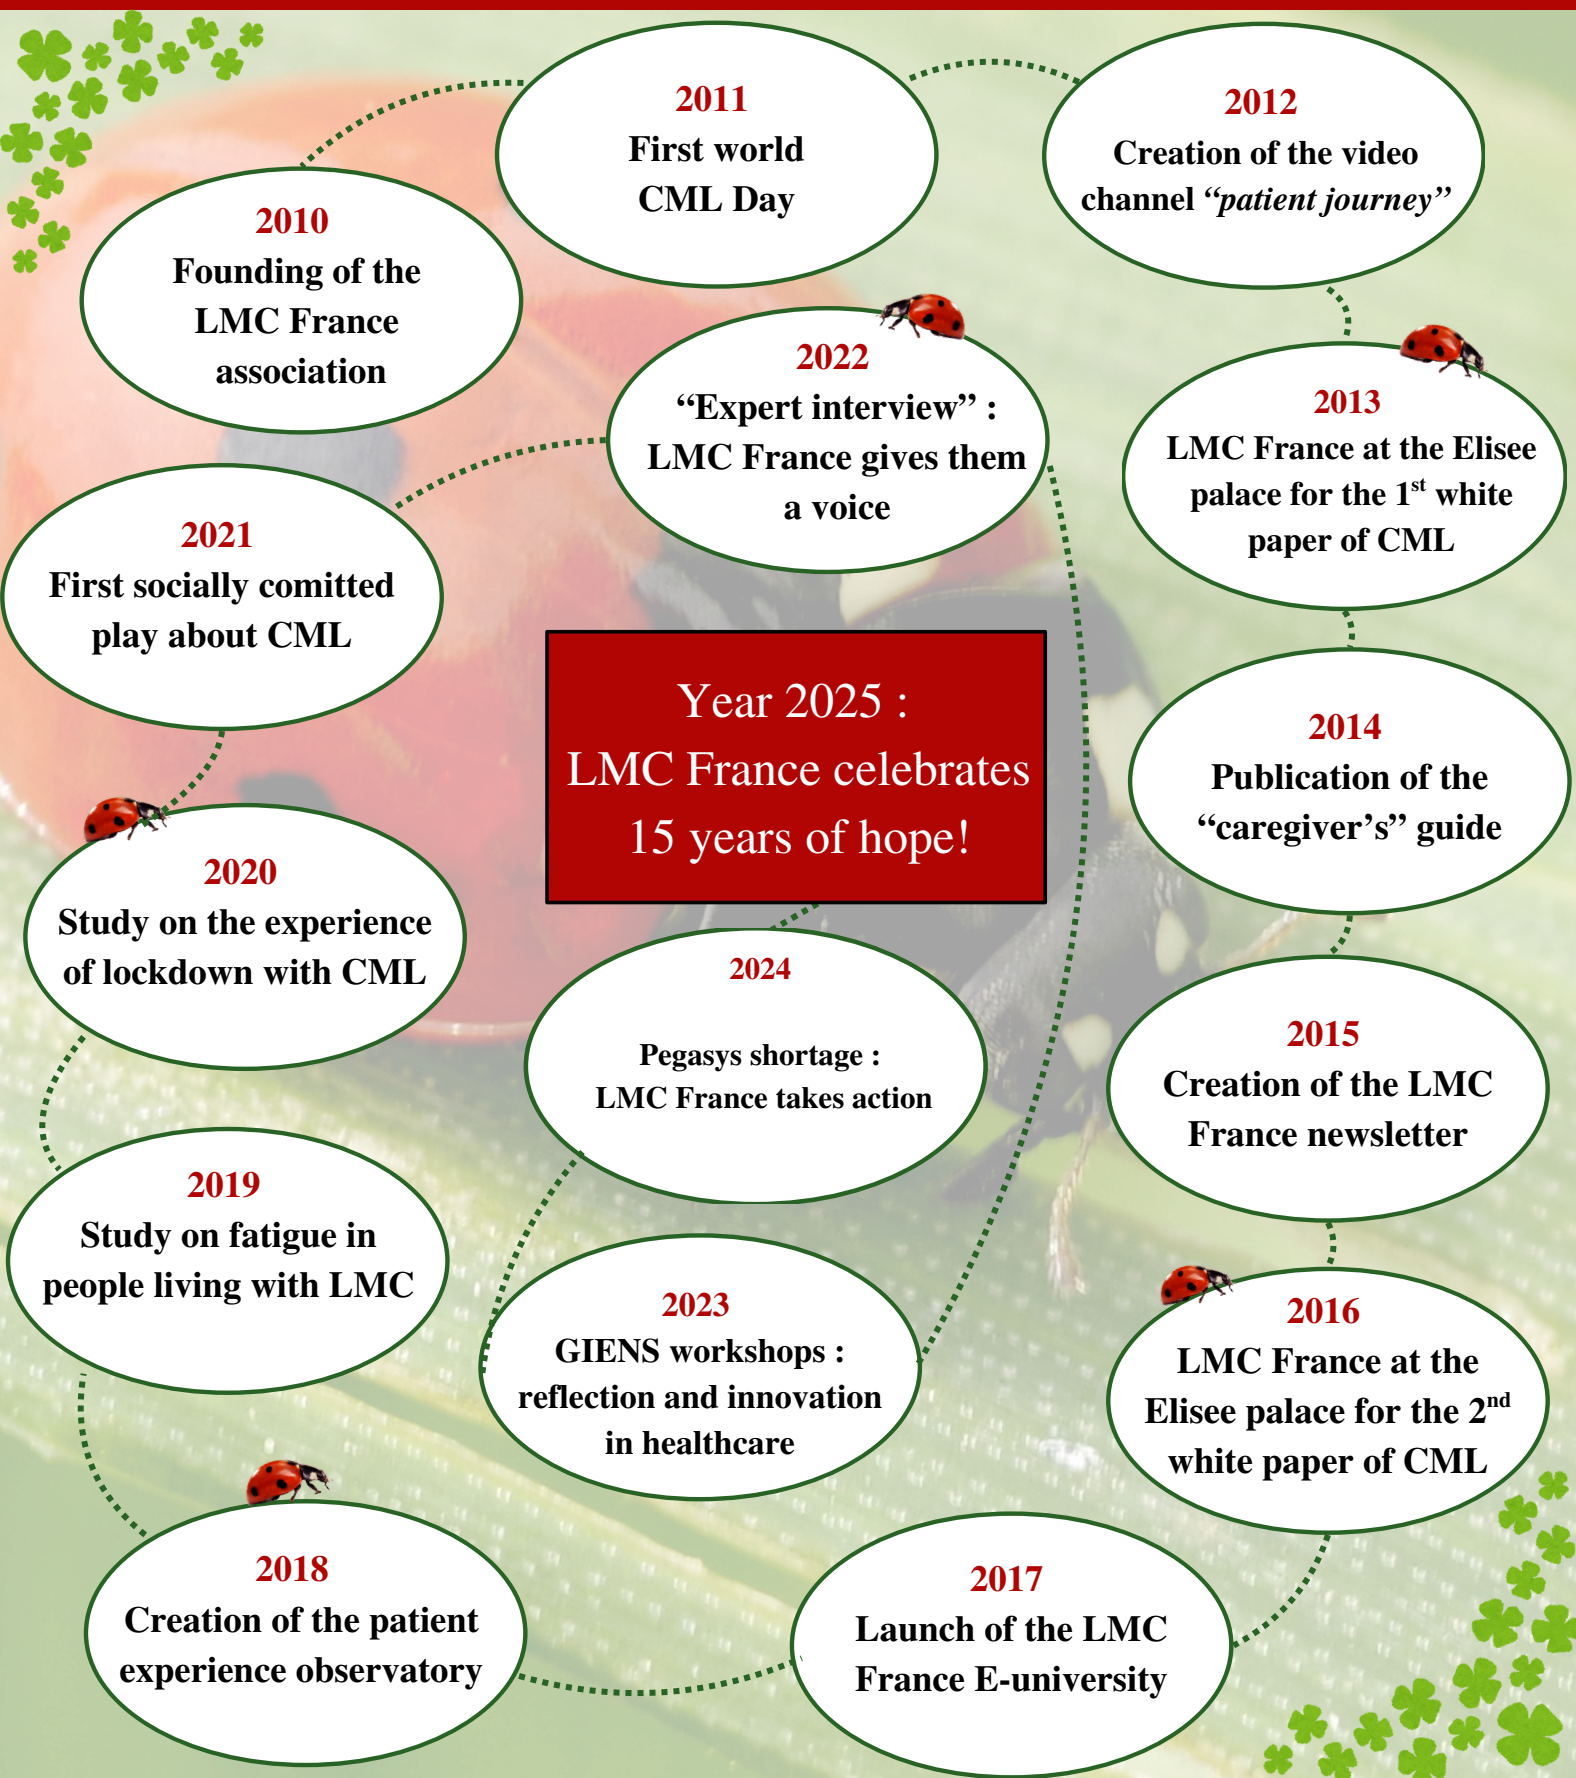 2010
Founding of the
LMC France
association
2011
First world
CML Day
2012
Creation of the video
channel “patient journey”
2013
LMC France at the Elisee
palace for the 1st white
paper of CML
2014
Publication of the
“caregiver’s” guide
2015
Creation of the LMC
France newsletter
2016
LMC France at the
Elisee palace for the 2nd
white paper of CML
2017
Launch of the LMC
France E-university
2018
Creation of the patient
experience observatory
2019
Study on fatigue in
people living with LMC
2020
Study on the experience
of lockdown with CML
2021
First socially comitted
play about CML
2022
“Expert interview” :
LMC France gives them
a voice
2023
GIENS workshops :
reflection and innovation
in healthcare
2024
Pegasys shortage :
LMC France takes action
Year 2025 :
LMC France celebrates
15 years of hope!